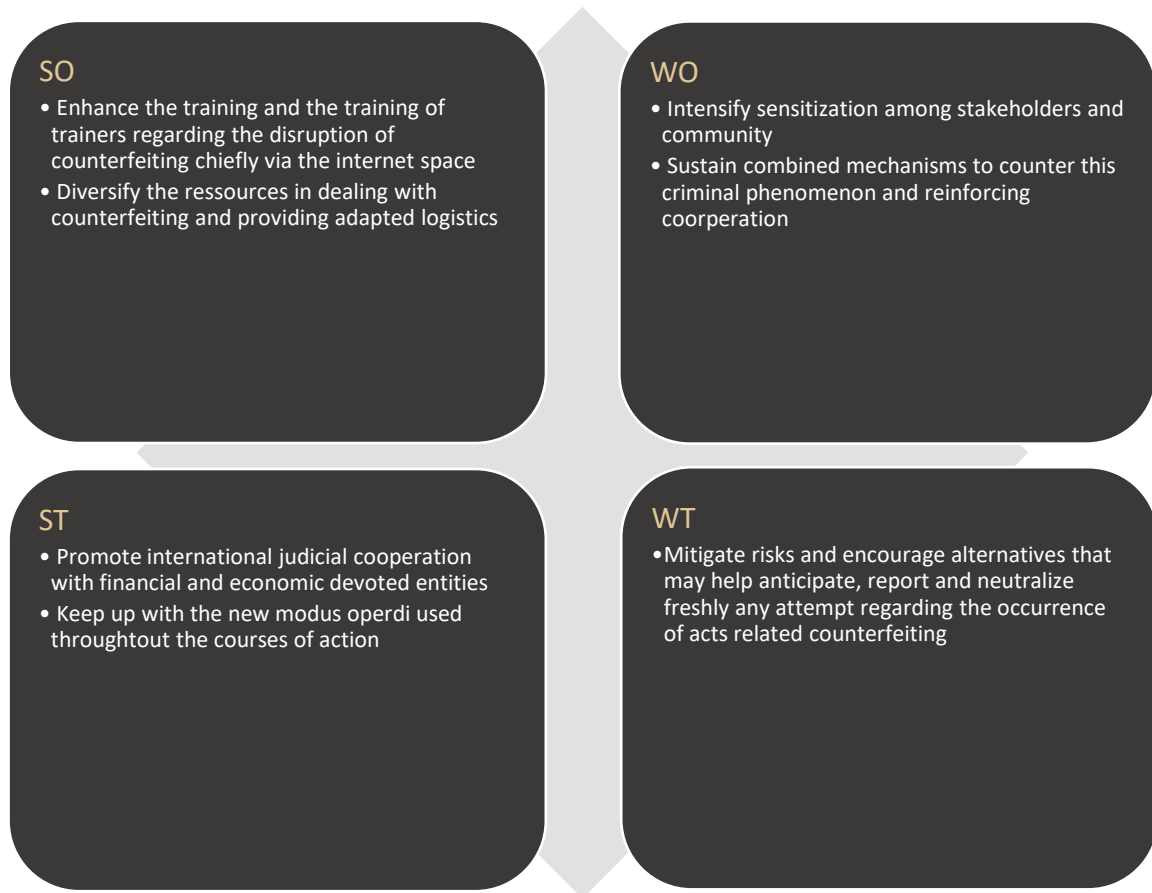 SO
• Enhance the training and the training of
trainers regarding the disruption of
counterfeiting chiefly via the internet space
• Diversify the ressources in dealing with
counterfeiting and providing adapted logistics
WO
• Intensify sensitization among stakeholders and
community
• Sustain combined mechanisms to counter this
criminal phenomenon and reinforcing
coorperation
ST
• Promote international judicial cooperation
with financial and economic devoted entities
• Keep up with the new modus operdi used
throughtout the courses of action
WT
•Mitigate risks and encourage alternatives that
may help anticipate, report and neutralize
freshly any attempt regarding the occurrence
of acts related counterfeiting